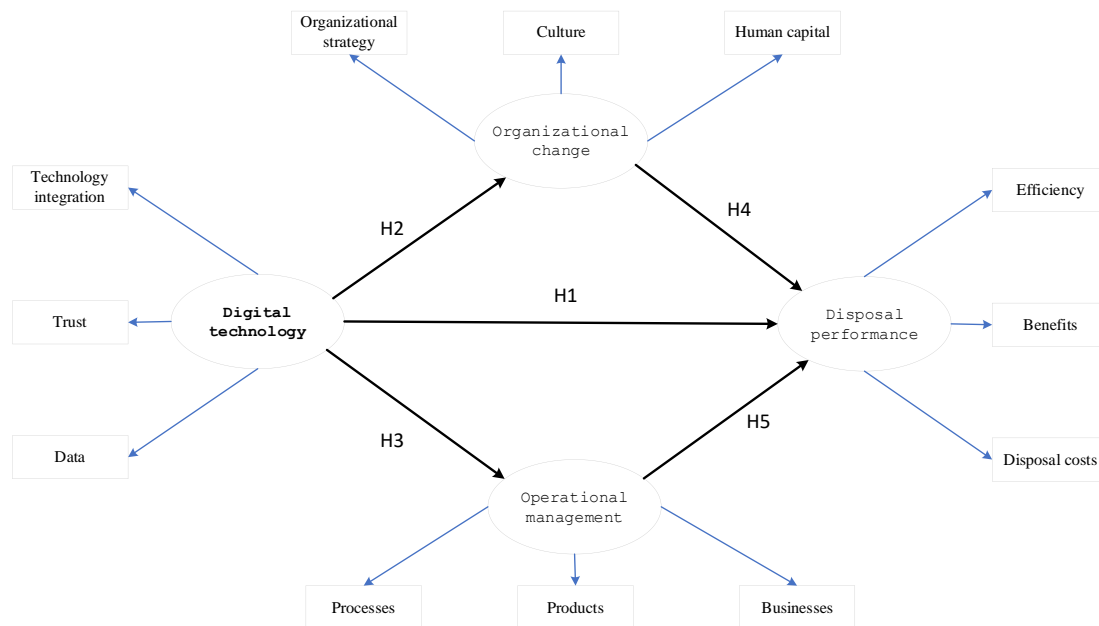 Organizational
strategy
Culture
Human capital
Organizational
change
Technology
integration
Efficiency
H2
H4
H1
Trust
Digital
technology
Disposal
performance
Benefits
H3
H5
Data
Disposal costs
Operational
management
Processes
Products
Businesses